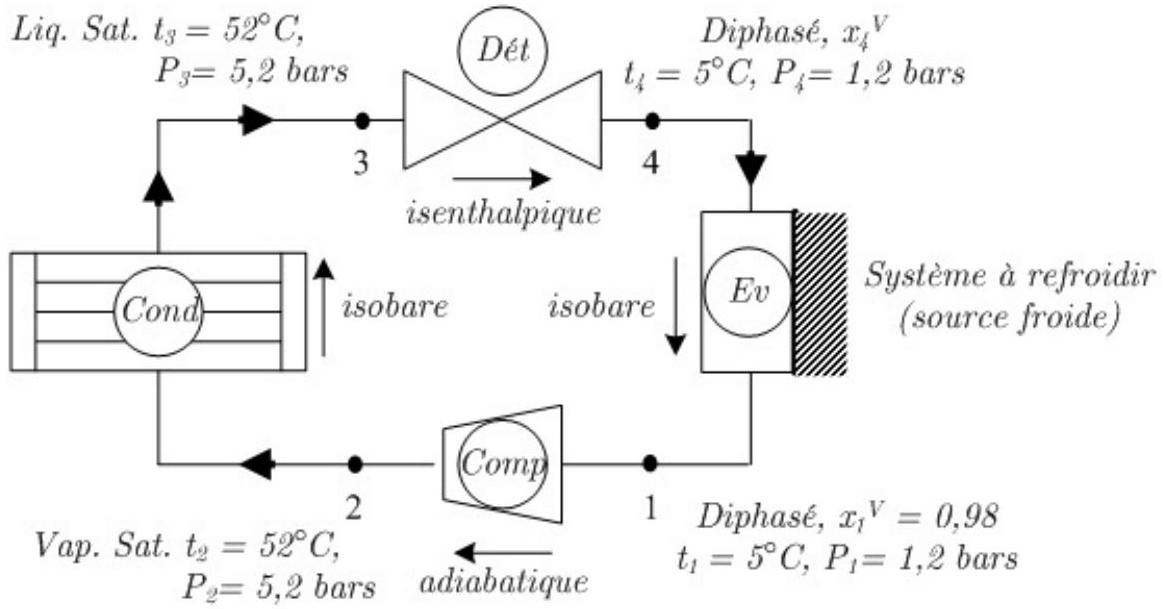 Liq. Sat. t₃ = 52°C,
P₃= 5,2 bars
Dét
Diphasé, x₄ⱽ
t₄ = 5°C, P₄= 1,2 bars
3
4
isenthalpique
Cond
isobare
isobare
Ev
Système à refroidir
(source froide)
Comp
2
1
Vap. Sat. t₂ = 52°C,
P₂= 5,2 bars
adiabatique
Diphasé, x₁ⱽ = 0,98
t₁ = 5°C, P₁= 1,2 bars